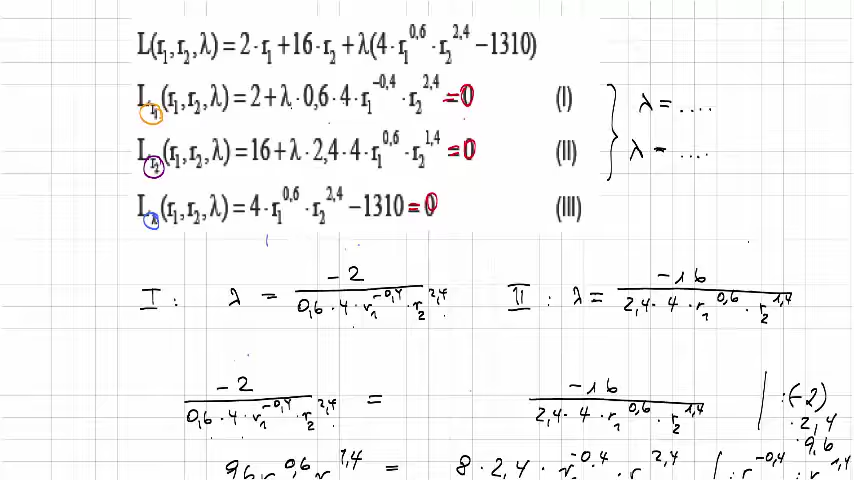 L(r₁,r₂,λ) = 2·r₁+16·r₂+λ(4·r₁^0,6·r₂^2,4 −1310)
L_r₁(r₁,r₂,λ) = 2+λ·0,6·4·r₁^−0,4·r₂^2,4 =0 (I) λ = ....
L_r₂(r₁,r₂,λ) = 16+λ·2,4·4·r₁^0,6·r₂^1,4 =0 (II) λ = ....
L_λ(r₁,r₂,λ) = 4·r₁^0,6·r₂^2,4 −1310 =0 (III)
I: λ = −2 / (0,6·4·r₁^−0,4·r₂^2,4) II: λ = −16 / (2,4·4·r₁^0,6·r₂^1,4)
−2 / (0,6·4·r₁^−0,4·r₂^2,4) = −16 / (2,4·4·r₁^0,6·r₂^1,4) | :(−2)
·2,4
·0,6
r₁^0,6 r₂^1,4 = 8·2,4·r₁^−0,4·r₂^2,4 | :r^−0,4 :r^1,4